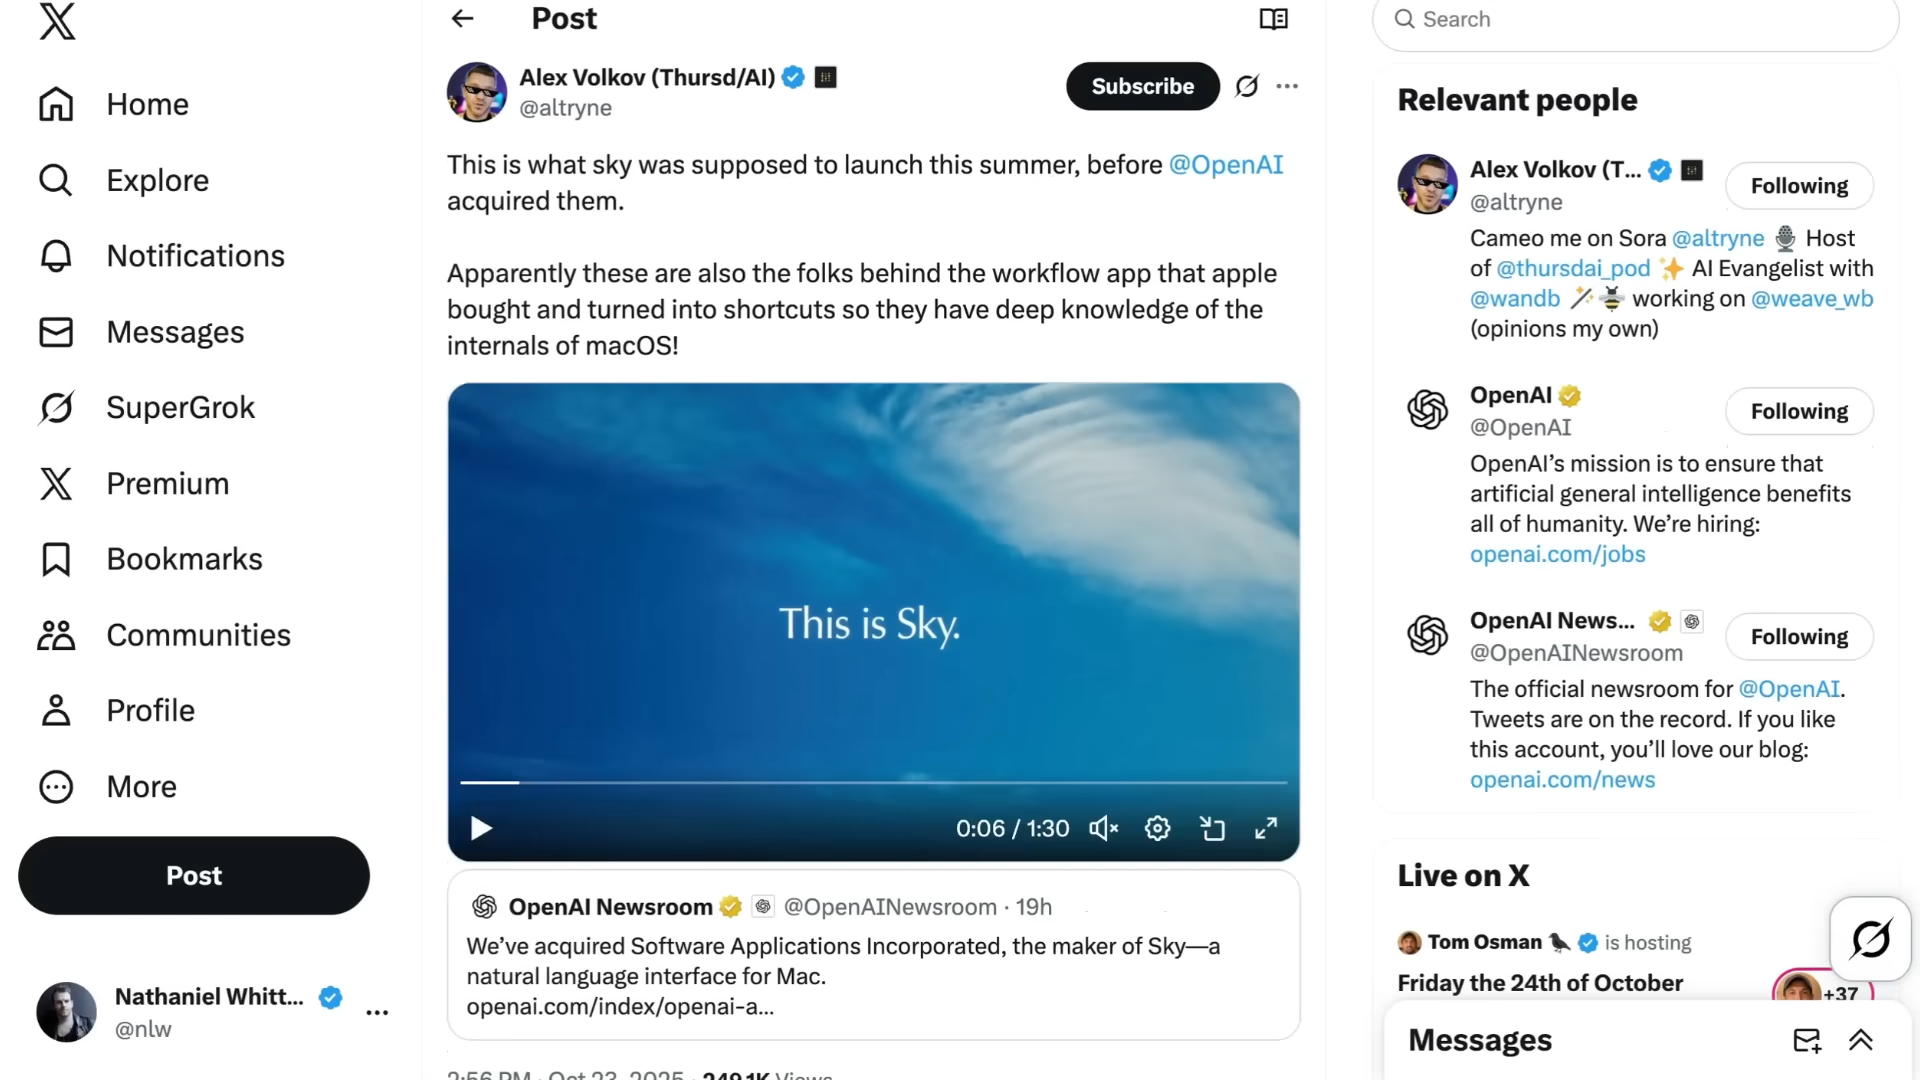 Home
Explore
Notifications
Messages
SuperGrok
Premium
Bookmarks
Communities
Profile
More
Post
Nathaniel Whitt...
@nlw
Post
Alex Volkov (Thursd/AI)
@altryne
Subscribe
This is what sky was supposed to launch this summer, before @OpenAI
acquired them.
Apparently these are also the folks behind the workflow app that apple
bought and turned into shortcuts so they have deep knowledge of the
internals of macOS!
This is Sky.
0:06 / 1:30
OpenAI Newsroom @OpenAINewsroom · 19h
We’ve acquired Software Applications Incorporated, the maker of Sky—a
natural language interface for Mac.
openai.com/index/openai-a...
2:56 PM · Oct 23, 2025 · 249.1K Views
Search
Relevant people
Alex Volkov (T...
@altryne
Following
Cameo me on Sora @altryne Host
of @thursdai_pod AI Evangelist with
@wandb working on @weave_wb
(opinions my own)
OpenAI
@OpenAI
Following
OpenAI’s mission is to ensure that
artificial general intelligence benefits
all of humanity. We’re hiring:
openai.com/jobs
OpenAI News...
@OpenAINewsroom
Following
The official newsroom for @OpenAI.
Tweets are on the record. If you like
this account, you’ll love our blog:
openai.com/news
Live on X
Tom Osman is hosting
Friday the 24th of October
+37
Messages